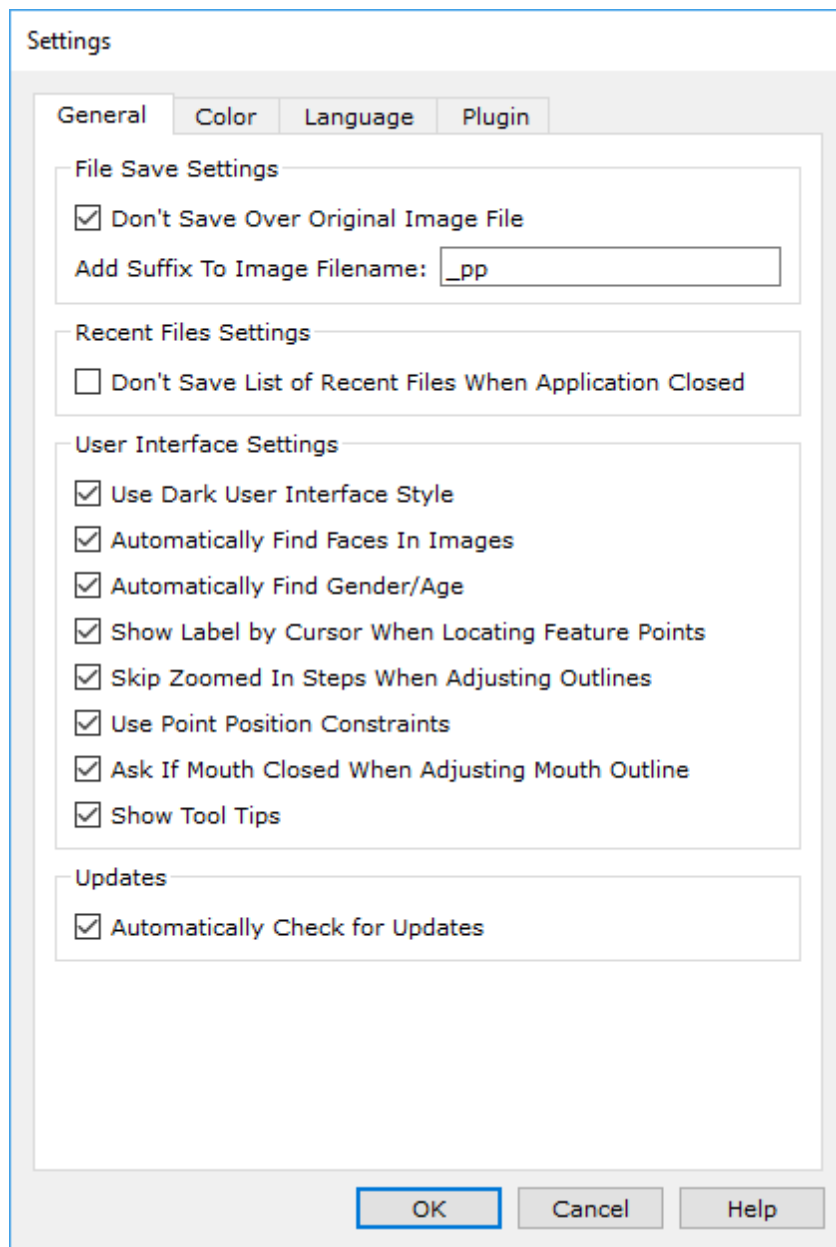 Settings
General Color Language Plugin
File Save Settings
Don't Save Over Original Image File
Add Suffix To Image Filename: _pp
Recent Files Settings
Don't Save List of Recent Files When Application Closed
User Interface Settings
Use Dark User Interface Style
Automatically Find Faces In Images
Automatically Find Gender/Age
Show Label by Cursor When Locating Feature Points
Skip Zoomed In Steps When Adjusting Outlines
Use Point Position Constraints
Ask If Mouth Closed When Adjusting Mouth Outline
Show Tool Tips
Updates
Automatically Check for Updates
OK Cancel Help